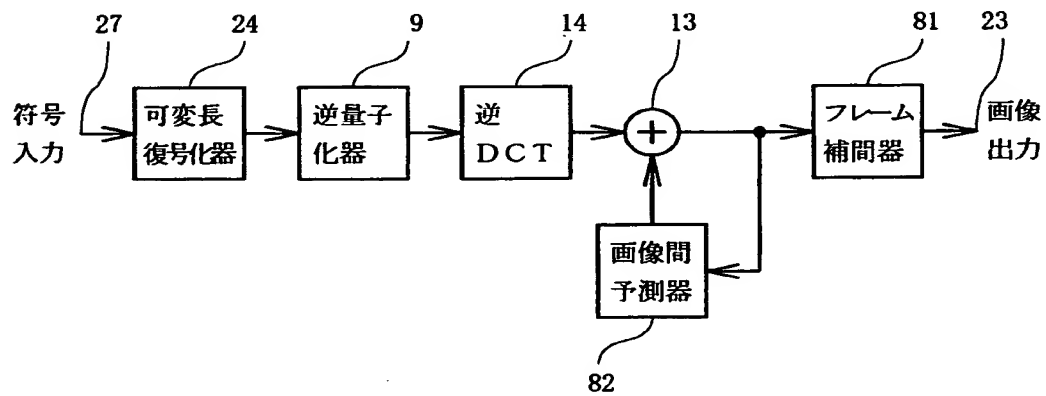 27
24
9
14
13
81
23
符号
入力
可変長
復号化器
逆量子
化器
逆
DCT
フレーム
補間器
画像
出力
画像間
予測器
82